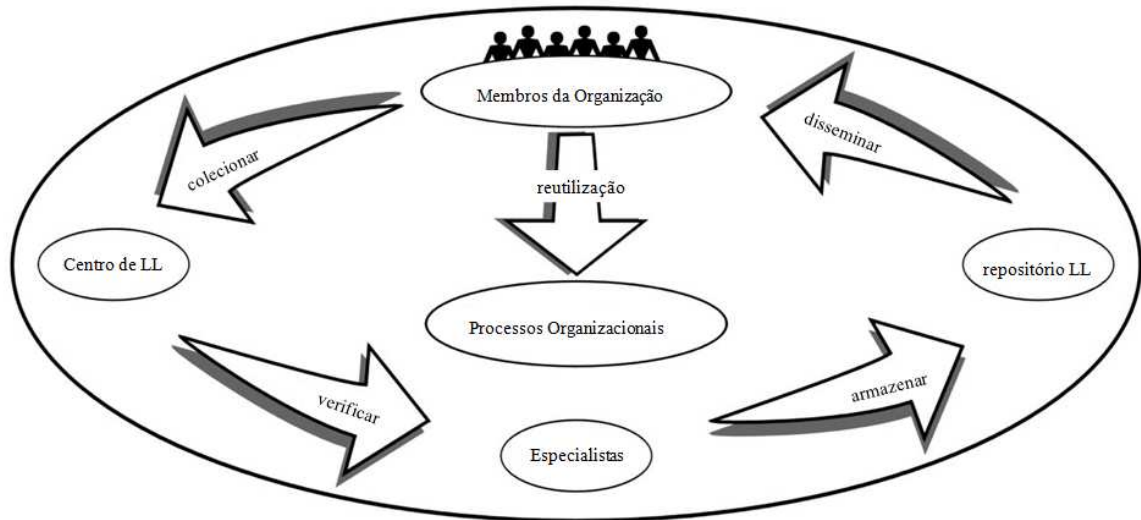 Membros da Organização
colecionar
disseminar
reutilização
Centro de LL
repositório LL
Processos Organizacionais
verificar
armazenar
Especialistas